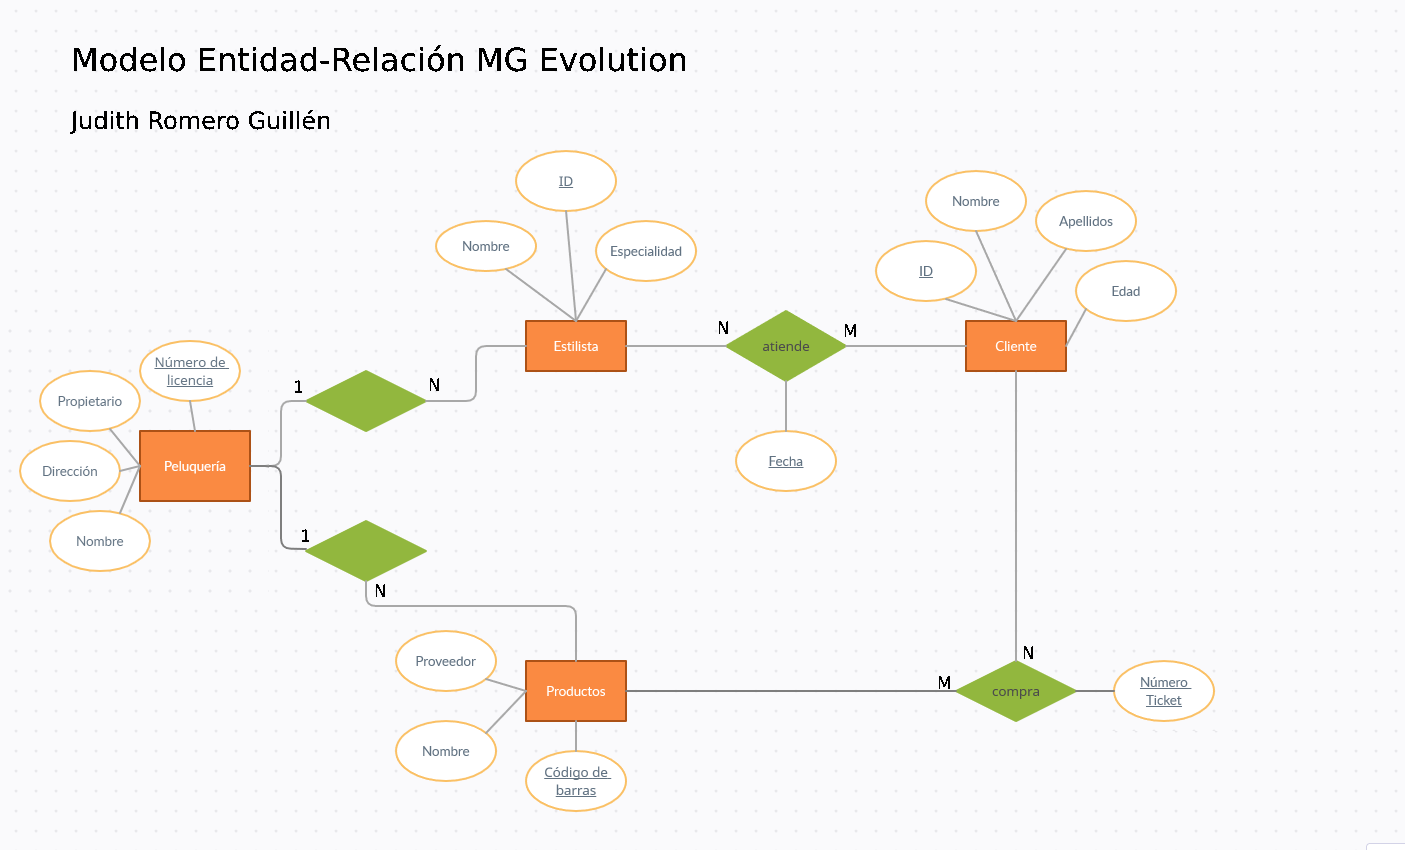 Modelo Entidad-Relación MG Evolution
Judith Romero Guillén
ID
Nombre
Especialidad
Nombre
Apellidos
ID
Edad
Estilista
N
atiende
M
Cliente
Fecha
Número de
licencia
Propietario
Dirección
Nombre
Peluquería
1
N
1
N
Proveedor
Nombre
Productos
Código de
barras
M
N
compra
Número
Ticket